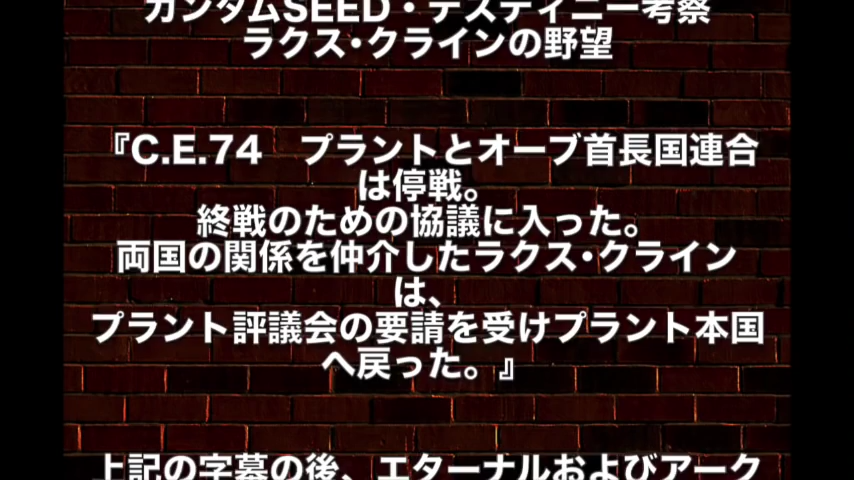 ガンダムSEED・デスティニー考察
ラクス・クラインの野望
『C.E.74　プラントとオーブ首長国連合
は停戦。
終戦のための協議に入った。
両国の関係を仲介したラクス・クライン
は、
プラント評議会の要請を受けプラント本国
へ戻った。』
上記の字幕の後、エターナルおよびアーク